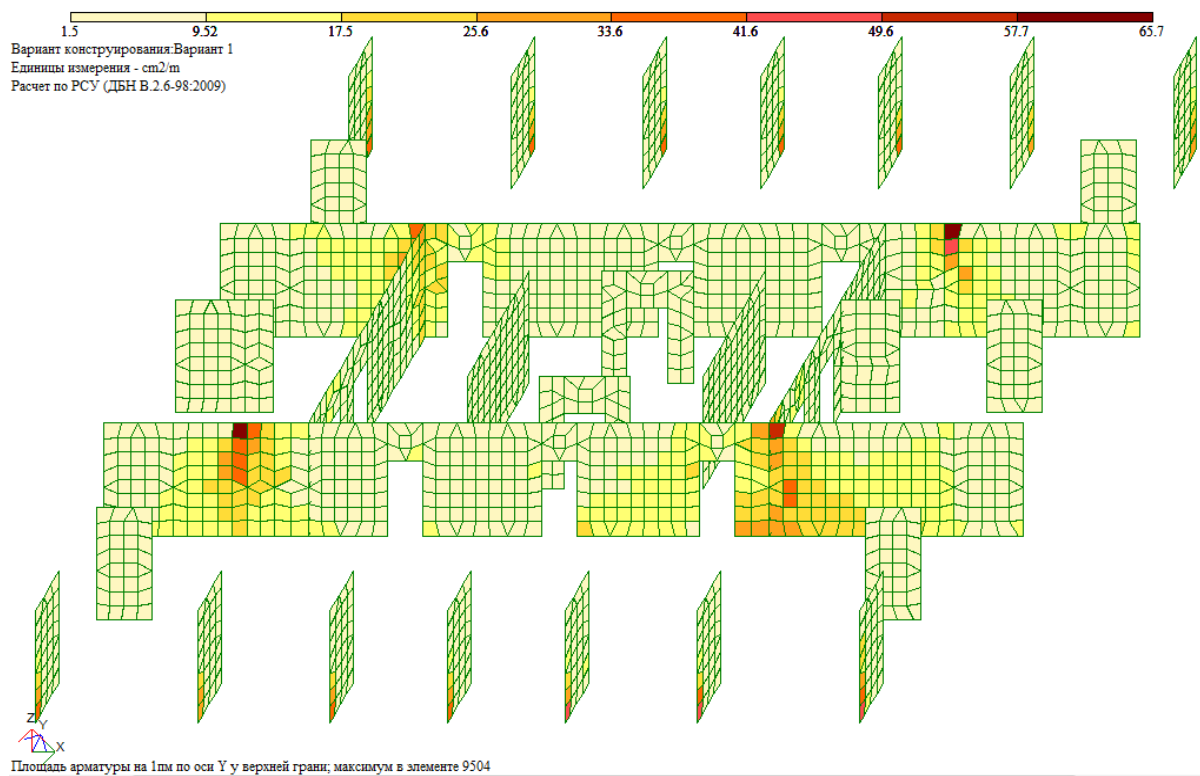 1.5 9.52 17.5 25.6 33.6 41.6 49.6 57.7 65.7
Вариант конструирования:Вариант 1
Единицы измерения - cm2/m
Расчет по РСУ (ДБН В.2.6-98:2009)
Z Y
X
Площадь арматуры на 1пм по оси Y у верхней грани; максимум в элементе 9504